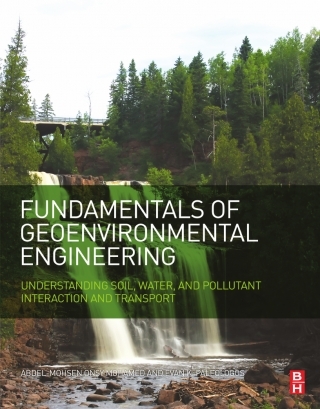 FUNDAMENTALS OF
GEOENVIRONMENTAL
ENGINEERING
UNDERSTANDING SOIL, WATER, AND POLLUTANT
INTERACTION AND TRANSPORT
ABDEL-MOHSEN ONSY MOHAMED AND EVAN K. PALEOLOGOS
B
H